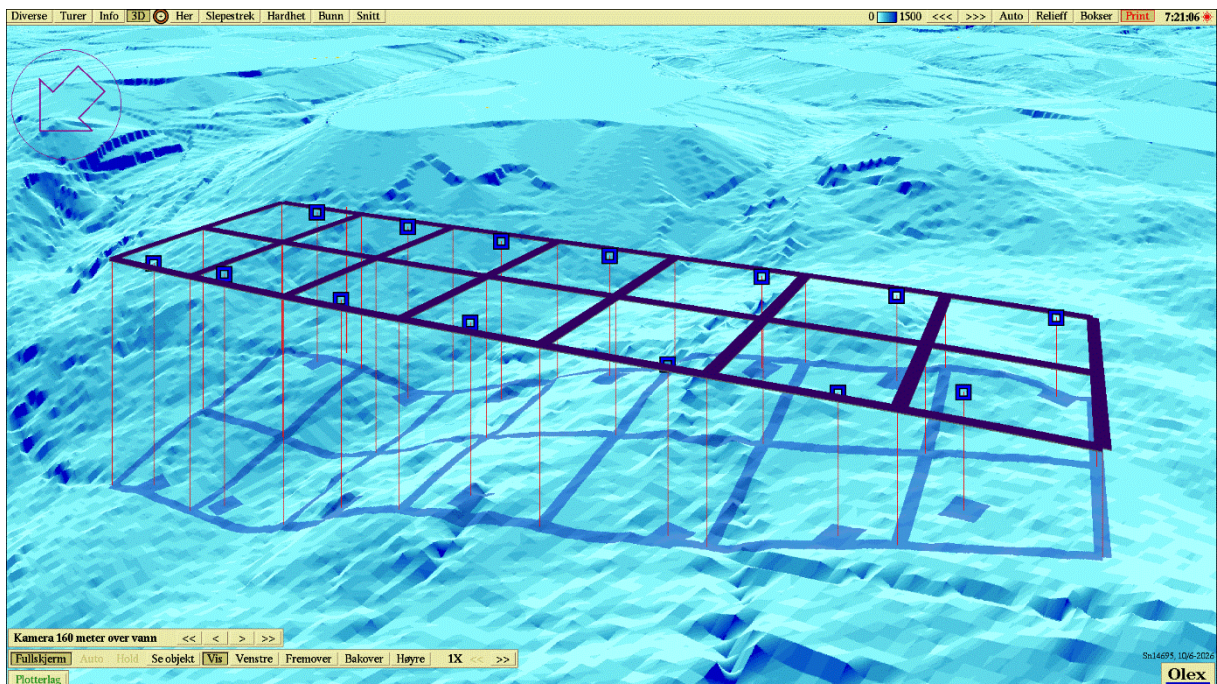 Diverse Turer Info 3D Her Slepestrek Hardhet Bunn Snitt 0 1500 <<< >>> Auto Relieff Bokser Print 7:21:06
Kamera 160 meter over vann << < > >>
Fullskjerm Auto Hold Se objekt Vis Venstre Fremover Bakover Høyre 1X << >>
Sn14695, 10/6-2026
Plotterlag
Olex